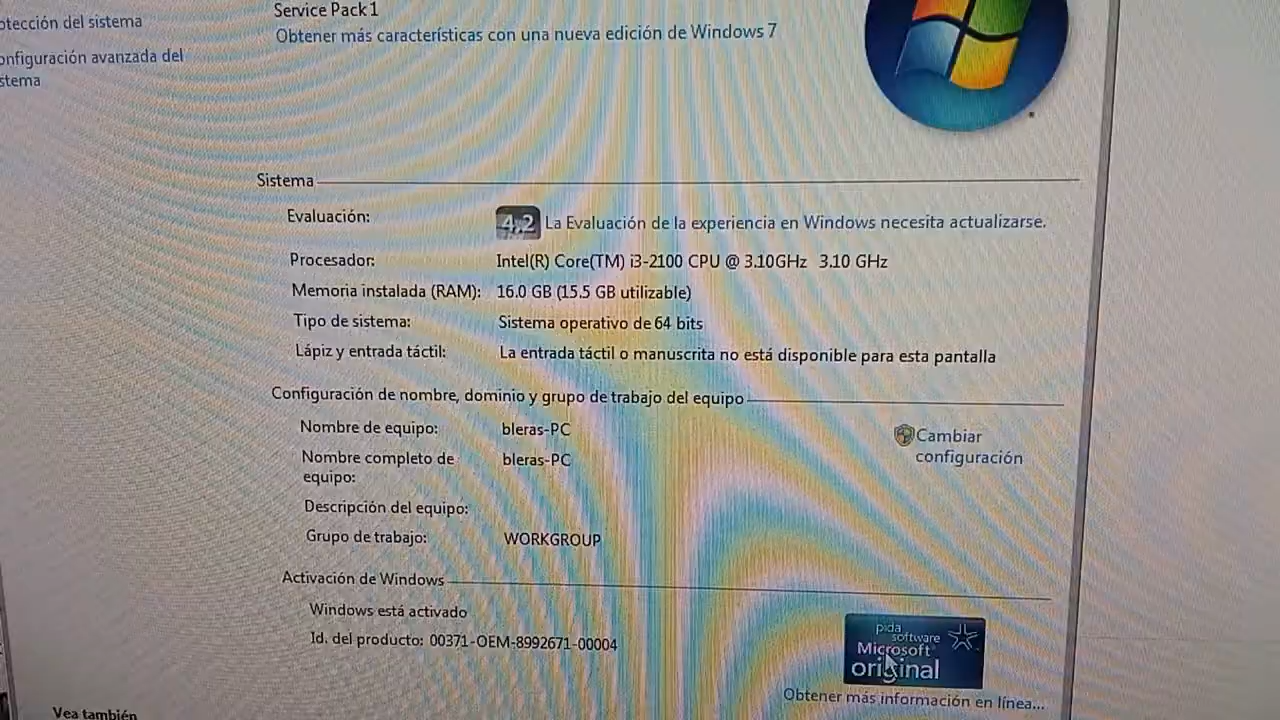 otección del sistema
onfiguración avanzada del
stema
Service Pack 1
Obtener más características con una nueva edición de Windows 7
Sistema
Evaluación:
4,2 La Evaluación de la experiencia en Windows necesita actualizarse.
Procesador:
Intel(R) Core(TM) i3-2100 CPU @ 3.10GHz 3.10 GHz
Memoria instalada (RAM):
16.0 GB (15.5 GB utilizable)
Tipo de sistema:
Sistema operativo de 64 bits
Lápiz y entrada táctil:
La entrada táctil o manuscrita no está disponible para esta pantalla
Configuración de nombre, dominio y grupo de trabajo del equipo
Nombre de equipo:
bleras-PC
Cambiar
configuración
Nombre completo de
equipo:
bleras-PC
Descripción del equipo:
Grupo de trabajo:
WORKGROUP
Activación de Windows
Windows está activado
Id. del producto: 00371-OEM-8992671-00004
pida
software
Microsoft
original
Obtener más información en línea...
Vea también